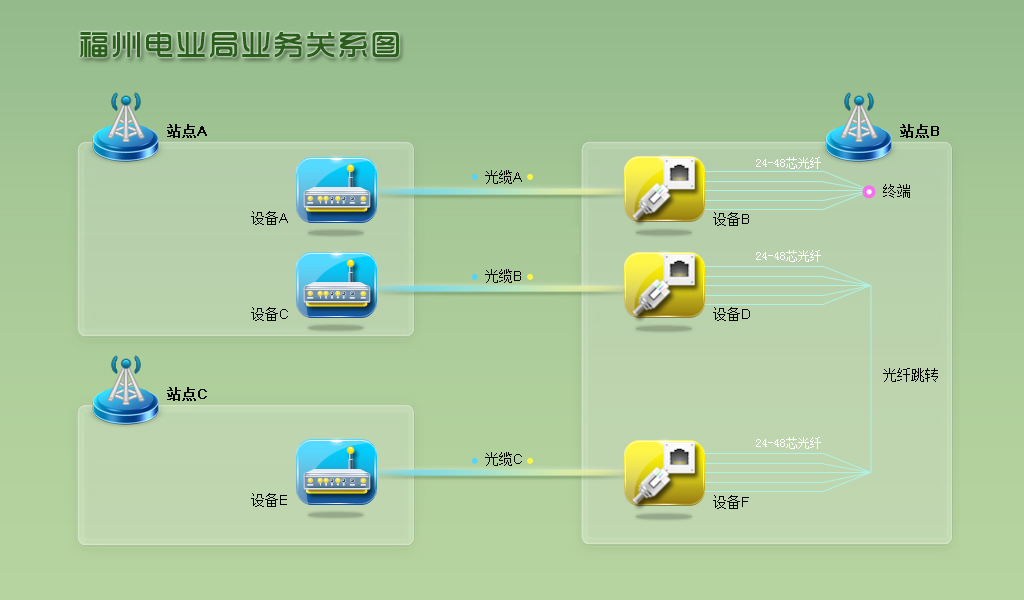 福州电业局业务关系图
站点A
站点B
24-48芯光纤
光缆A
终端
设备A
设备B
24-48芯光纤
光缆B
设备C
设备D
光纤跳转
站点C
24-48芯光纤
光缆C
设备E
设备F